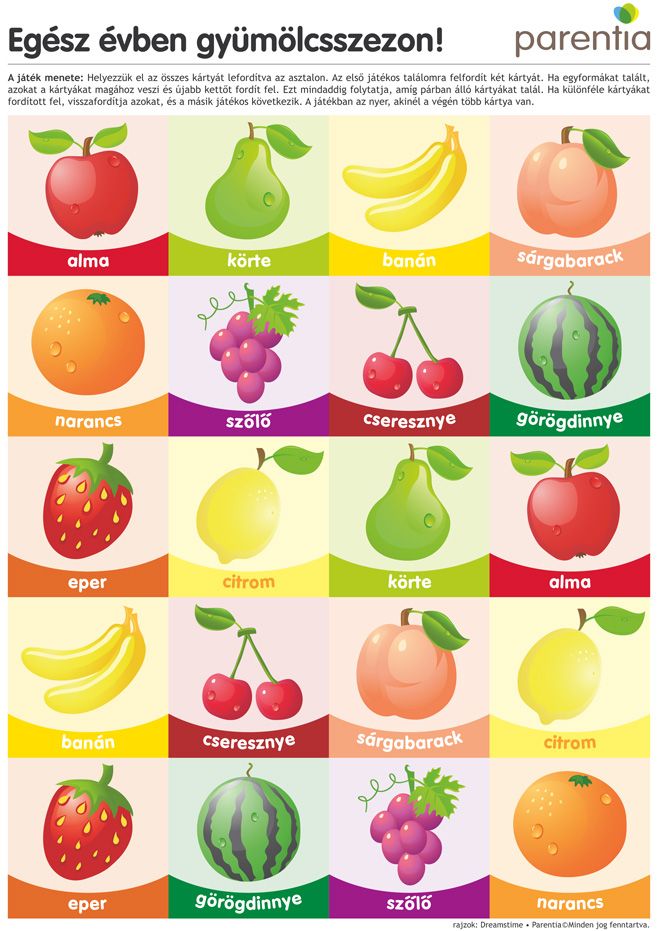 Egész évben gyümölcsszezon!
parentia
A játék menete: Helyezzük el az összes kártyát lefordítva az asztalon. Az első játékos találomra felfordít két kártyát. Ha egyformákat talált,
azokat a kártyákat magához veszi és újabb kettőt fordít fel. Ezt mindaddig folytatja, amíg párban álló kártyákat talál. Ha különféle kártyákat
fordított fel, visszafordítja azokat, és a másik játékos következik. A játékban az nyer, akinél a végén több kártya van.
alma
körte
banán
sárgabarack
narancs
szőlő
cseresznye
görögdinnye
eper
citrom
körte
alma
banán
cseresznye
sárgabarack
citrom
eper
görögdinnye
szőlő
narancs
rajzok: Dreamstime • Parentia©Minden jog fenntartva.